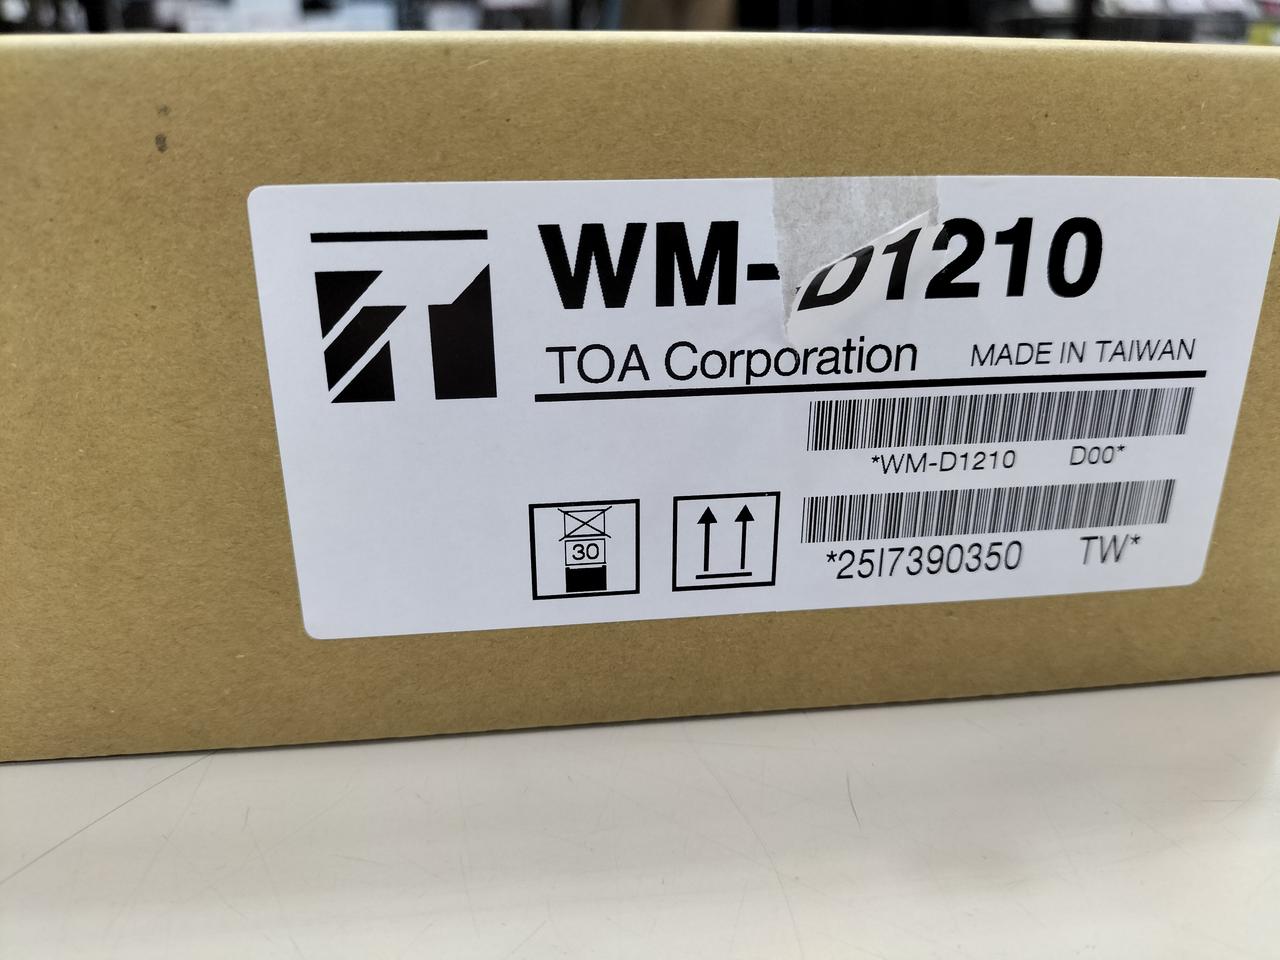 WM-D1210
TOA Corporation MADE IN TAIWAN
*WM-D1210 D00*
30
*25I7390350 TW*